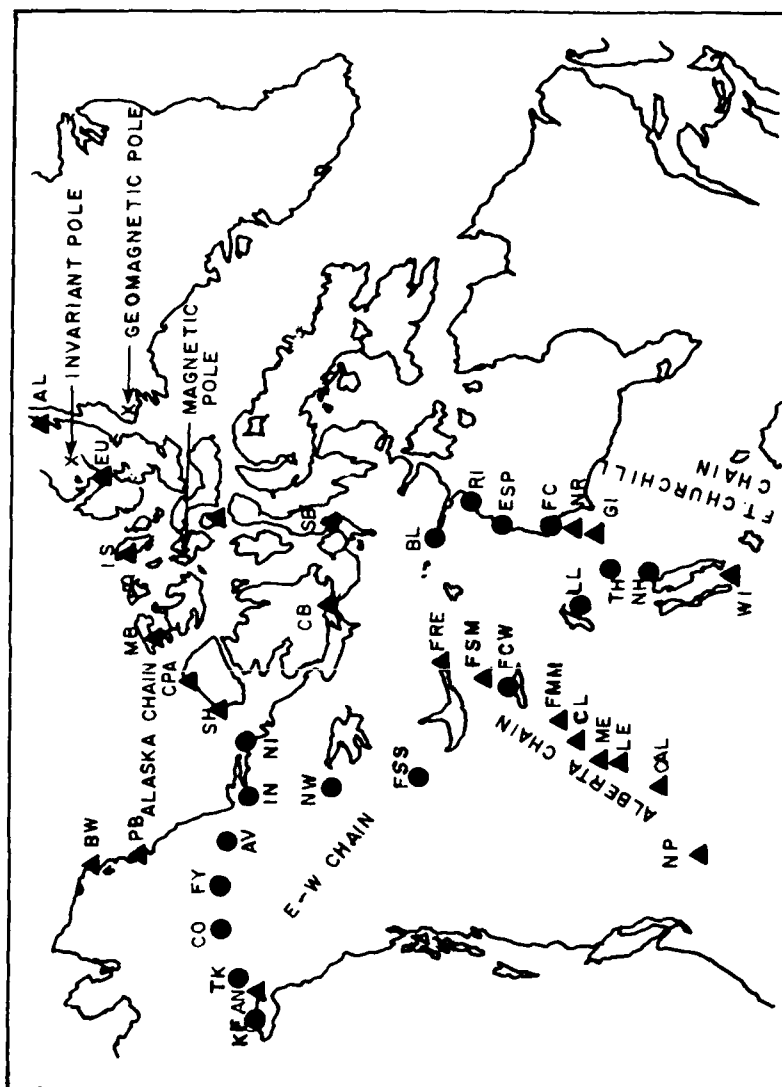 IAL
INVARIANT POLE
GEOMAGNETIC POLE
MAGNETIC
POLE
EU
IS
MB
CPA
SH
ALASKA CHAIN
BW
PB
SB
CB
NI
IN
AV
FY
CO
TK
AN
NW
FSS
E-W CHAIN
BL
RI
ESP
FC
NR
GI
FT. CHURCHILL
CHAIN
FRE
FSM
FCW
LL
TH
NH
WI
FMM
CL
ME
LE
CAL
ALBERTA CHAIN
NP